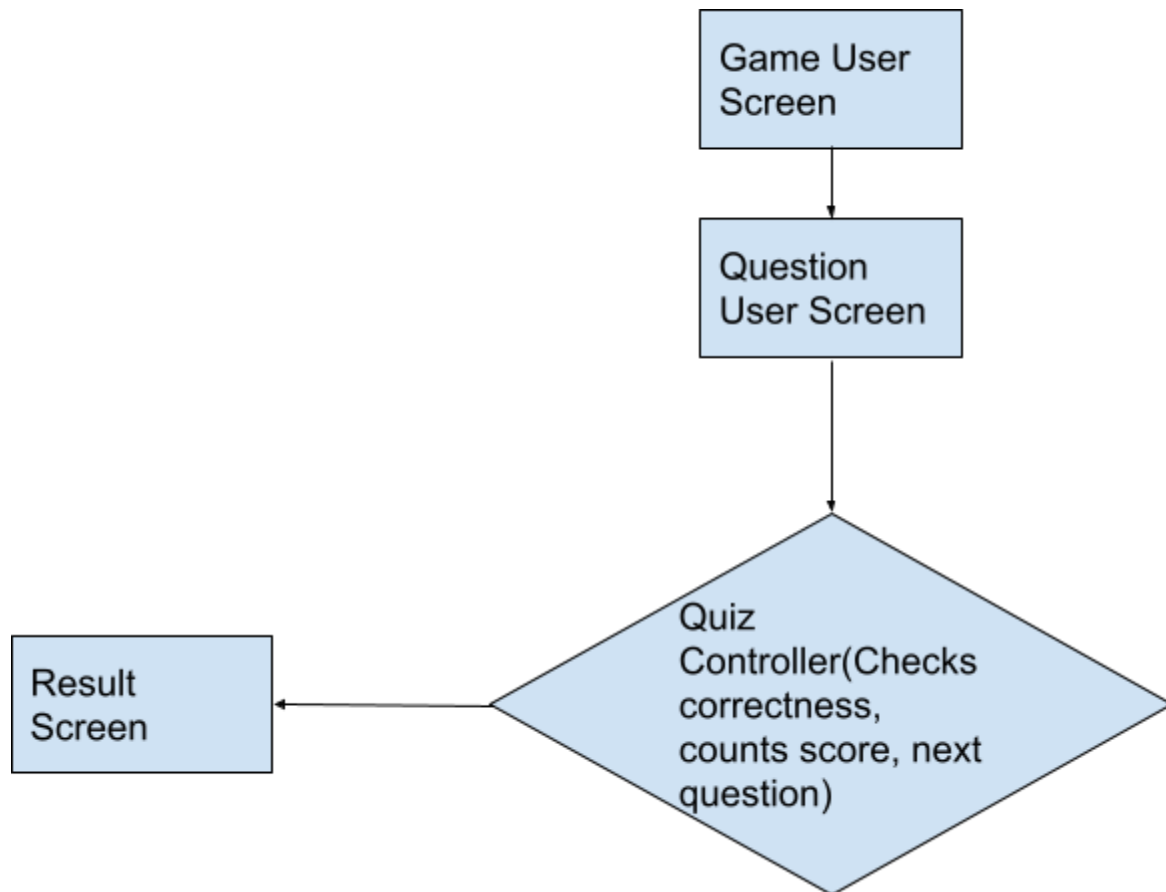 Game User
Screen
Question
User Screen
Quiz
Controller(Checks
correctness,
counts score, next
question)
Result
Screen